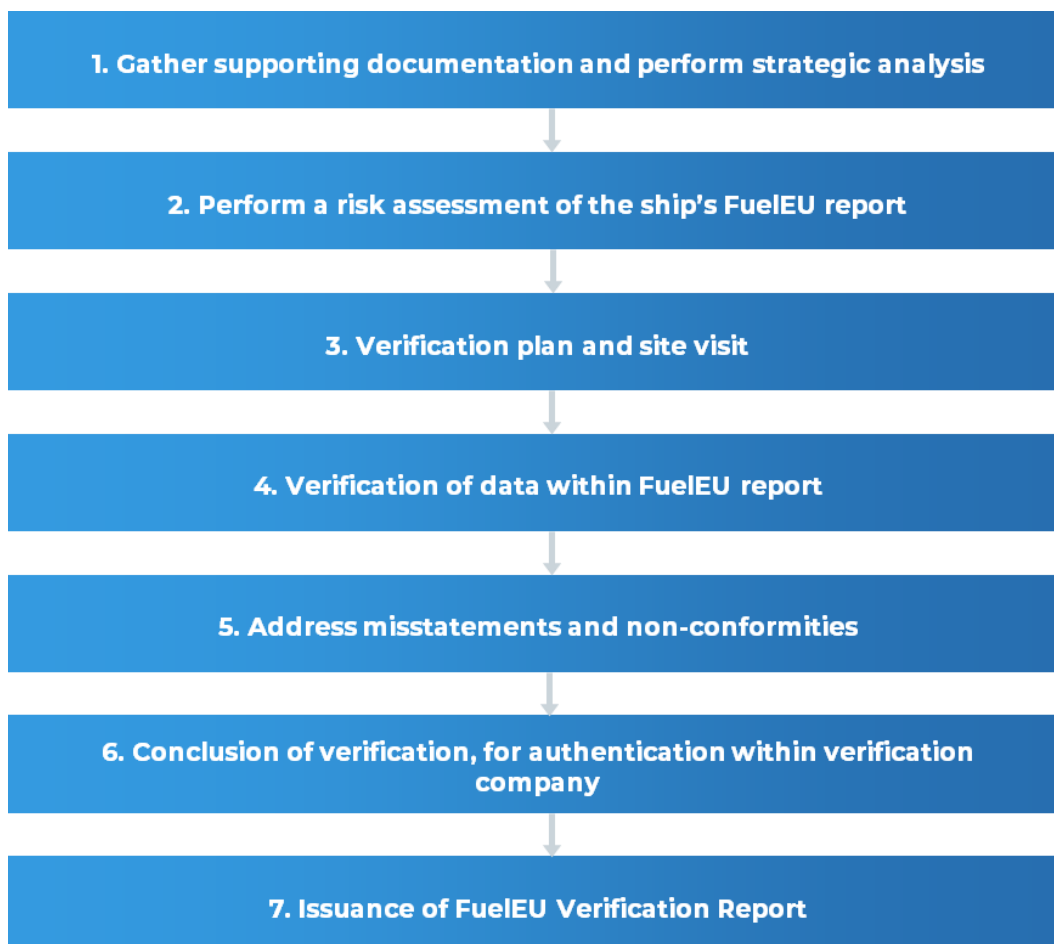 1. Gather supporting documentation and perform strategic analysis
2. Perform a risk assessment of the ship's FuelEU report
3. Verification plan and site visit
4. Verification of data within FuelEU report
5. Address misstatements and non-conformities
6. Conclusion of verification, for authentication within verification
company
7. Issuance of FuelEU Verification Report